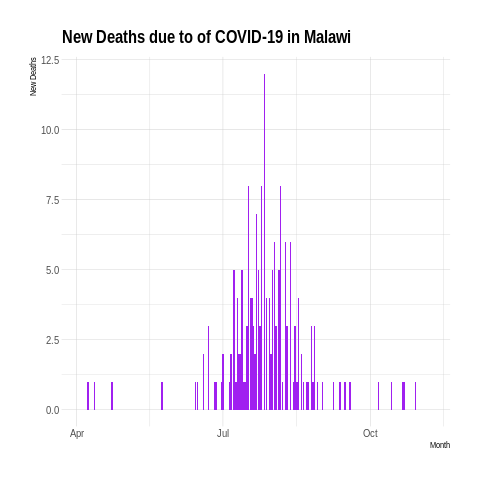 New Deaths due to of COVID-19 in Malawi
New Deaths
12.5
10.0
7.5
5.0
2.5
0.0
Apr
Jul
Oct
Month